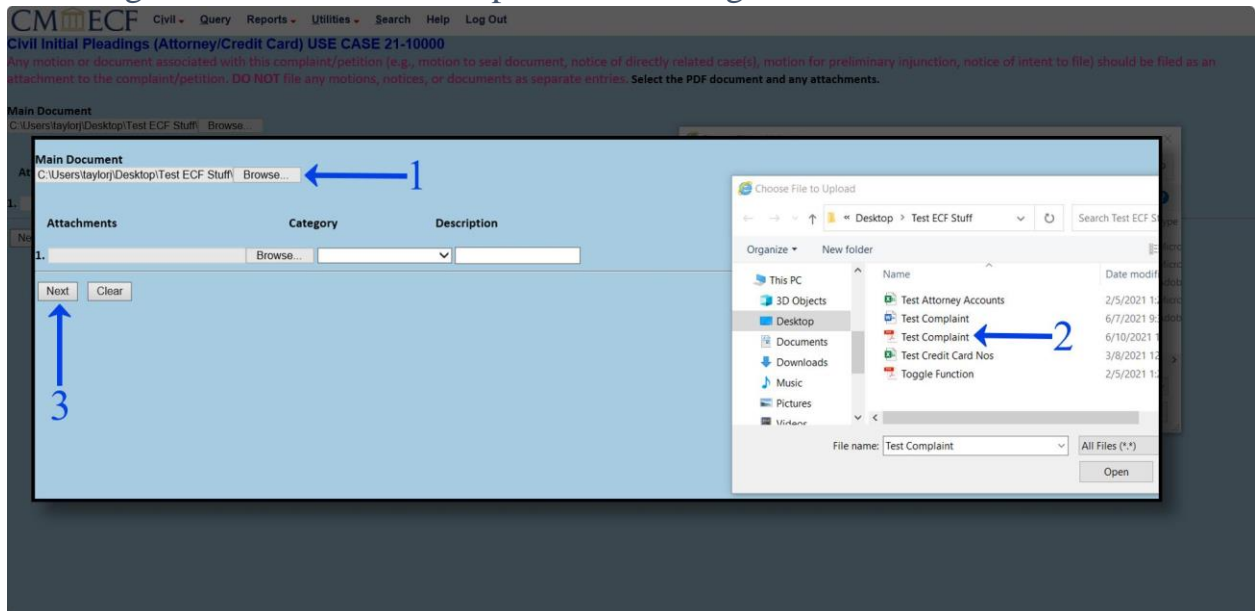 CM ECF Civil Query Reports Utilities Search Help Log Out
Civil Initial Pleadings (Attorney/Credit Card) USE CASE 21-10000
Any motion or document associated with this complaint/petition (e.g., motion to seal document, notice of directly related case(s), motion for preliminary injunction, notice of intent to file) should be filed as an
attachment to the complaint/petition. DO NOT file any motions, notices, or documents as separate entries. Select the PDF document and any attachments.
Main Document
C:\Users\taylorj\Desktop\Test ECF Stuff\ Browse...
Main Document
C:\Users\taylorj\Desktop\Test ECF Stuff\ Browse...
1
Attachments Category Description
1. Browse...
Next Clear
3
Choose File to Upload
« Desktop > Test ECF Stuff
Search Test ECF
Organize New folder
Name Date
This PC
3D Objects
Desktop
Documents
Downloads
Music
Pictures
Videos
Test Attorney Accounts 2/5/2021
Test Complaint 6/7/2021
Test Complaint 6/10/2021
2
Test Credit Card Nos 3/8/2021
Toggle Function 2/5/2021
File name: Test Complaint All Files (*.*)
Open